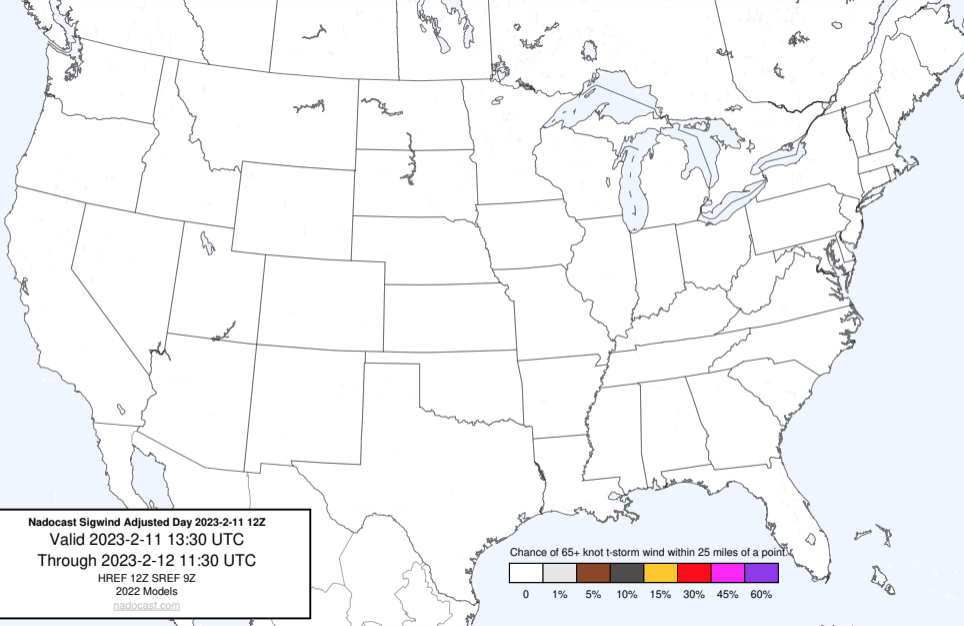 Nadocast Sigwind Adjusted Day 2023-2-11 12Z
Valid 2023-2-11 13:30 UTC
Through 2023-2-12 11:30 UTC
HREF 12Z SREF 9Z
2022 Models
nadocast.com
Chance of 65+ knot t-storm wind within 25 miles of a point.
0 1% 5% 10% 15% 30% 45% 60%